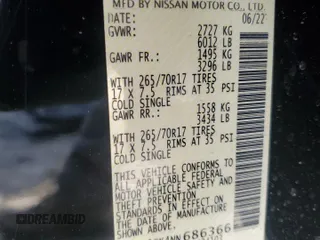 MFD BY NISSAN MOTOR CO., LTD.
DATE: 06/22
GVWR: 2727 KG
6012 LB
GAWR FR.: 1495 KG
3296 LB
WITH 265/70R17 TIRES
17 X 7.5 RIMS AT 35 PSI
COLD SINGLE
GAWR RR.: 1558 KG
3434 LB
WITH 265/70R17 TIRES
17 X 7.5 RIMS AT 35 PSI
COLD SINGLE
THIS VEHICLE CONFORMS TO
ALL APPLICABLE FEDERAL
MOTOR VEHICLE SAFETY AND
THEFT PREVENTION
STANDARDS IN EFFECT ON
THE DATE OF
MANUFACTURE SHOWN
ABOVE
686366
DREAMBID